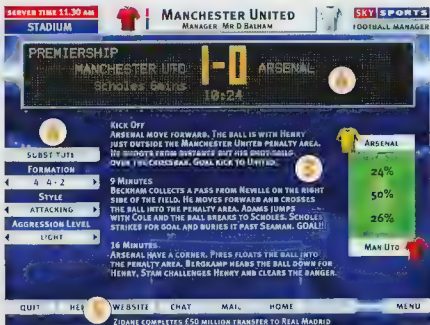 SERVER TIME 11.30 AM
STADIUM
MANCHESTER UNITED
MANAGER MR D BALHAM
SKY SPORTS
FOOTBALL MANAGER
PREMIERSHIP
MANCHESTER UTD
1-0
ARSENAL
Scholes 6mins
10:24
KICK OFF
ARSENAL MOVE FORWARD. THE BALL IS WITH HENRY
JUST OUTSIDE THE MANCHESTER UNITED PENALTY AREA.
HE SHOOTS FROM DISTANCE BUT HIS SHOT SAILS
OVER THE CROSSBAR. GOAL KICK TO UNITED.
9 MINUTES
BECKHAM COLLECTS A PASS FROM NEVILLE ON THE RIGHT
SIDE OF THE FIELD. HE MOVES FORWARD AND CROSSES
THE BALL INTO THE PENALTY AREA. ADAMS JUMPS
WITH COLE AND THE BALL BREAKS TO SCHOLES. SCHOLES
STRIKES FOR GOAL AND BURIES IT PAST SEAMAN. GOAL!!!
16 MINUTES
ARSENAL HAVE A CORNER. PIRES FLOATS THE BALL INTO
THE PENALTY AREA. BERGKAMP HEADS THE BALL DOWN FOR
HENRY, STAM CHALLENGES HENRY AND CLEARS THE DANGER.
SUBSTITUTE
FORMATION
4-4-2
STYLE
ATTACKING
AGGRESSION LEVEL
LIGHT
ARSENAL
24%
50%
26%
MAN UTD
QUIT
WEBSITE
CHAT
MAIL
HOME
MENU
ZIDANE COMPLETES £50 MILLION TRANSFER TO REAL MADRID